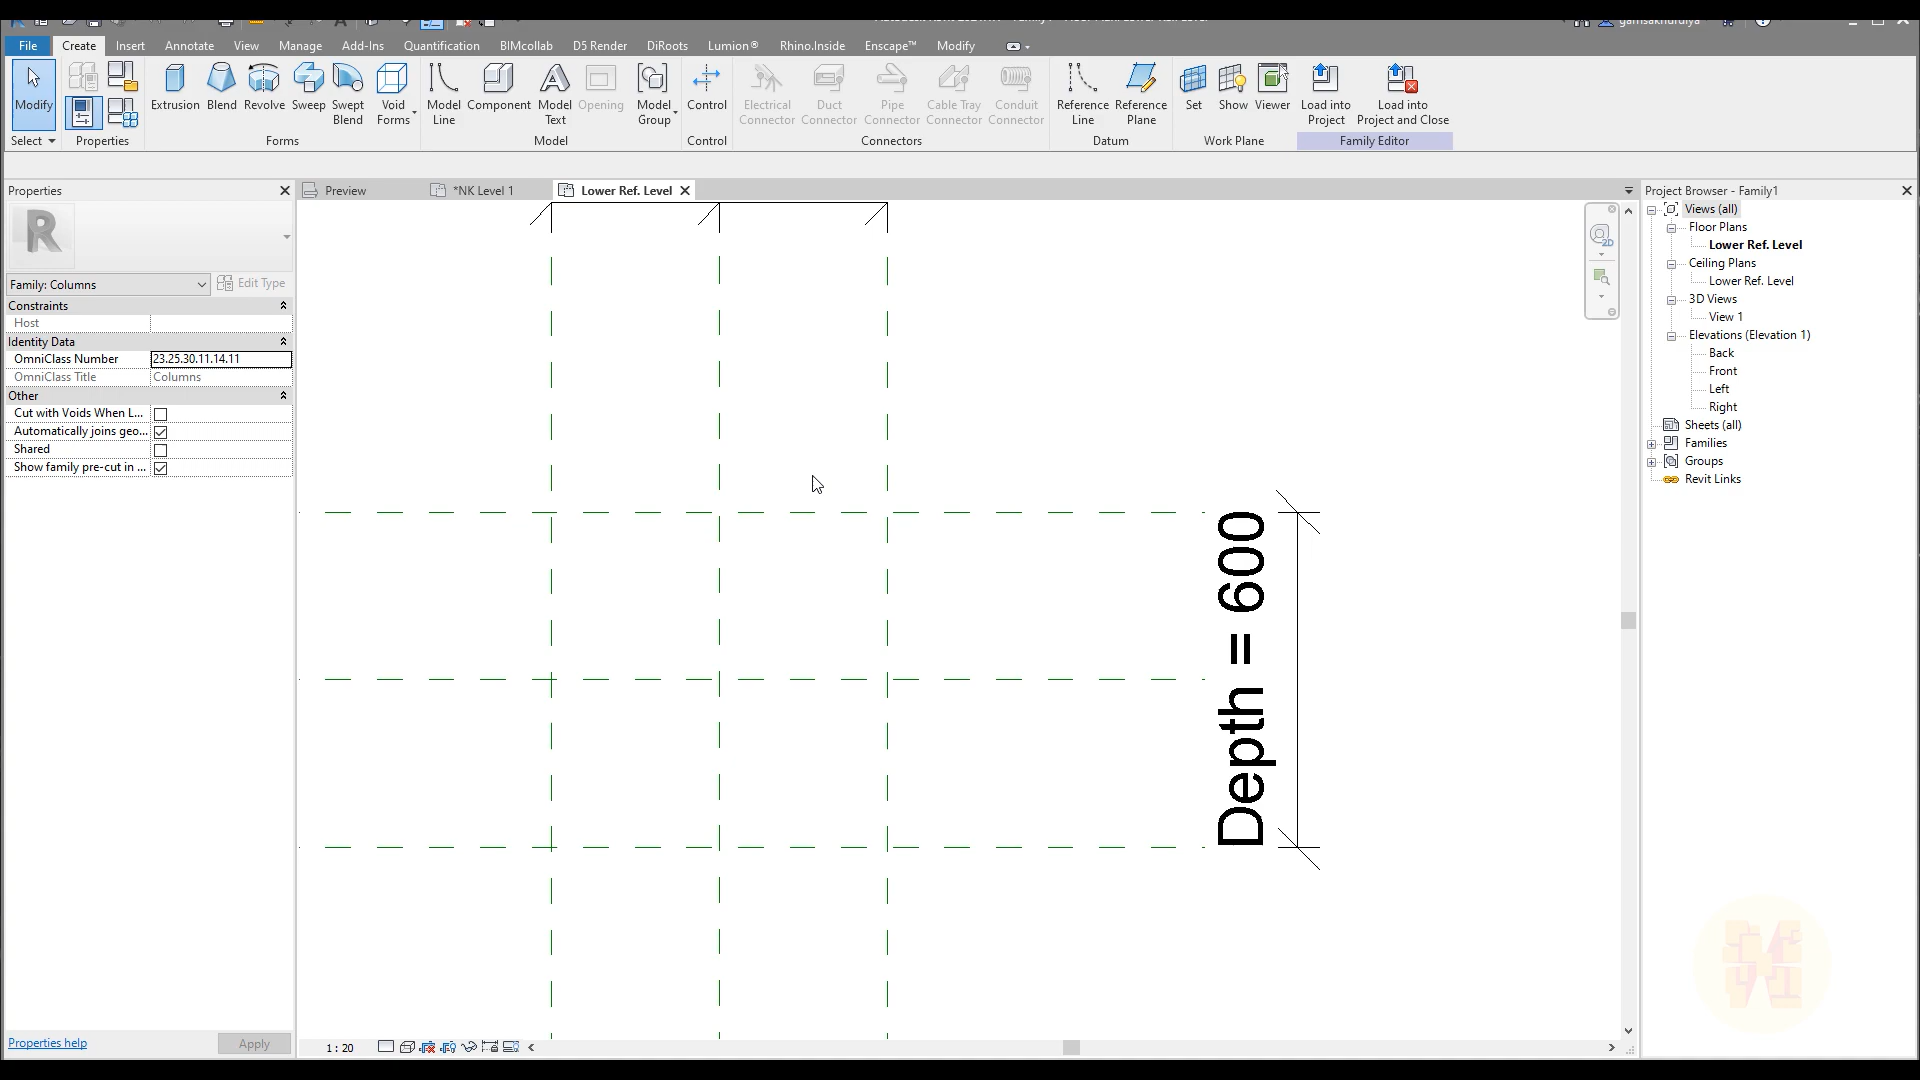 gamsakhurdiya
File Create Insert Annotate View Manage Add-Ins Quantification BIMcollab D5 Render DiRoots Lumion® Rhino.Inside Enscape™ Modify
Modify Extrusion Blend Revolve Sweep Swept Blend Void Forms Model Line Component Model Text Opening Model Group Control Electrical Connector Duct Connector Pipe Connector Cable Tray Connector Conduit Connector Reference Line Reference Plane Set Show Viewer Load into Project Load into Project and Close
Select Properties Forms Model Control Connectors Datum Work Plane Family Editor
Properties
Preview *NK Level 1 Lower Ref. Level
R
Family: Columns Edit Type
Constraints
Host
Identity Data
OmniClass Number 23.25.30.11.14.11
OmniClass Title Columns
Other
Cut with Voids When L...
Automatically joins geo...
Shared
Show family pre-cut in ...
Properties help Apply
Depth = 600
2D
1 : 20
Project Browser - Family1
Views (all)
Floor Plans
Lower Ref. Level
Ceiling Plans
Lower Ref. Level
3D Views
View 1
Elevations (Elevation 1)
Back
Front
Left
Right
Sheets (all)
Families
Groups
Revit Links